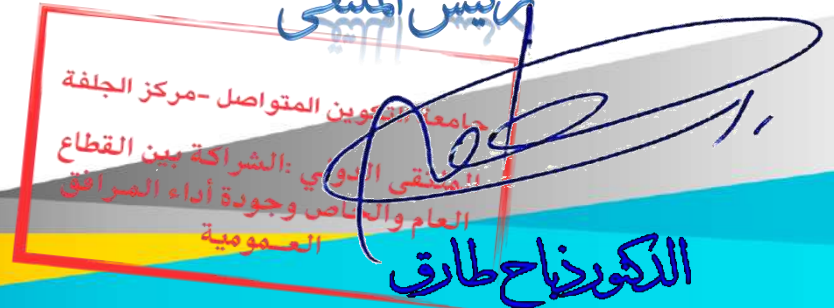 رئيس الملتقى
جامعة التكوين المتواصل -مركز الجلفة
الملتقى الدولي :الشراكة بين القطاع
العام والخاص وجودة أداء المرافق
العمومية
الدكتور ذباح طارق